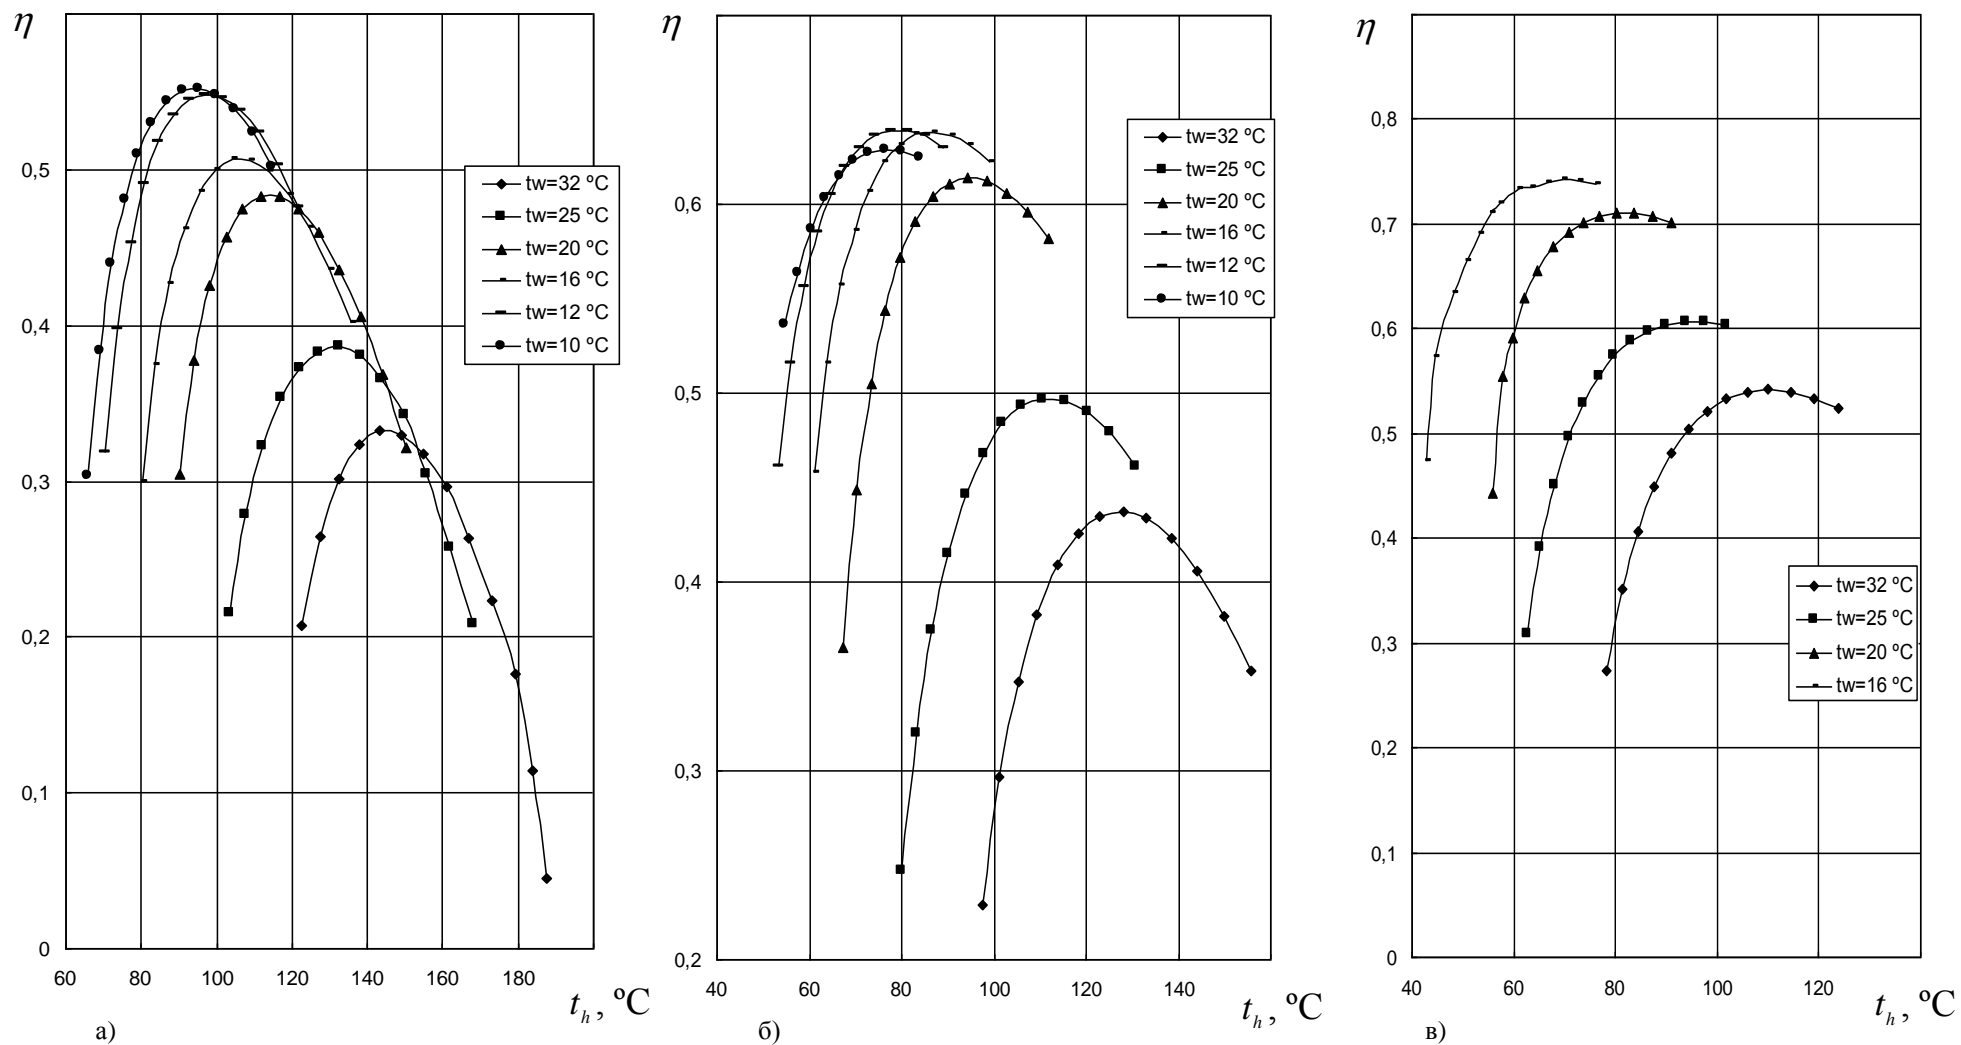 η
0,5
0,4
0,3
0,2
0,1
0
60 80 100 120 140 160 180
tw=32 ºC
tw=25 ºC
tw=20 ºC
tw=16 ºC
tw=12 ºC
tw=10 ºC
t_h, ºC
а)
η
0,6
0,5
0,4
0,3
0,2
40 60 80 100 120 140
tw=32 ºC
tw=25 ºC
tw=20 ºC
tw=16 ºC
tw=12 ºC
tw=10 ºC
t_h, ºC
б)
η
0,8
0,7
0,6
0,5
0,4
0,3
0,2
0,1
0
40 60 80 100 120
tw=32 ºC
tw=25 ºC
tw=20 ºC
tw=16 ºC
t_h, ºC
в)